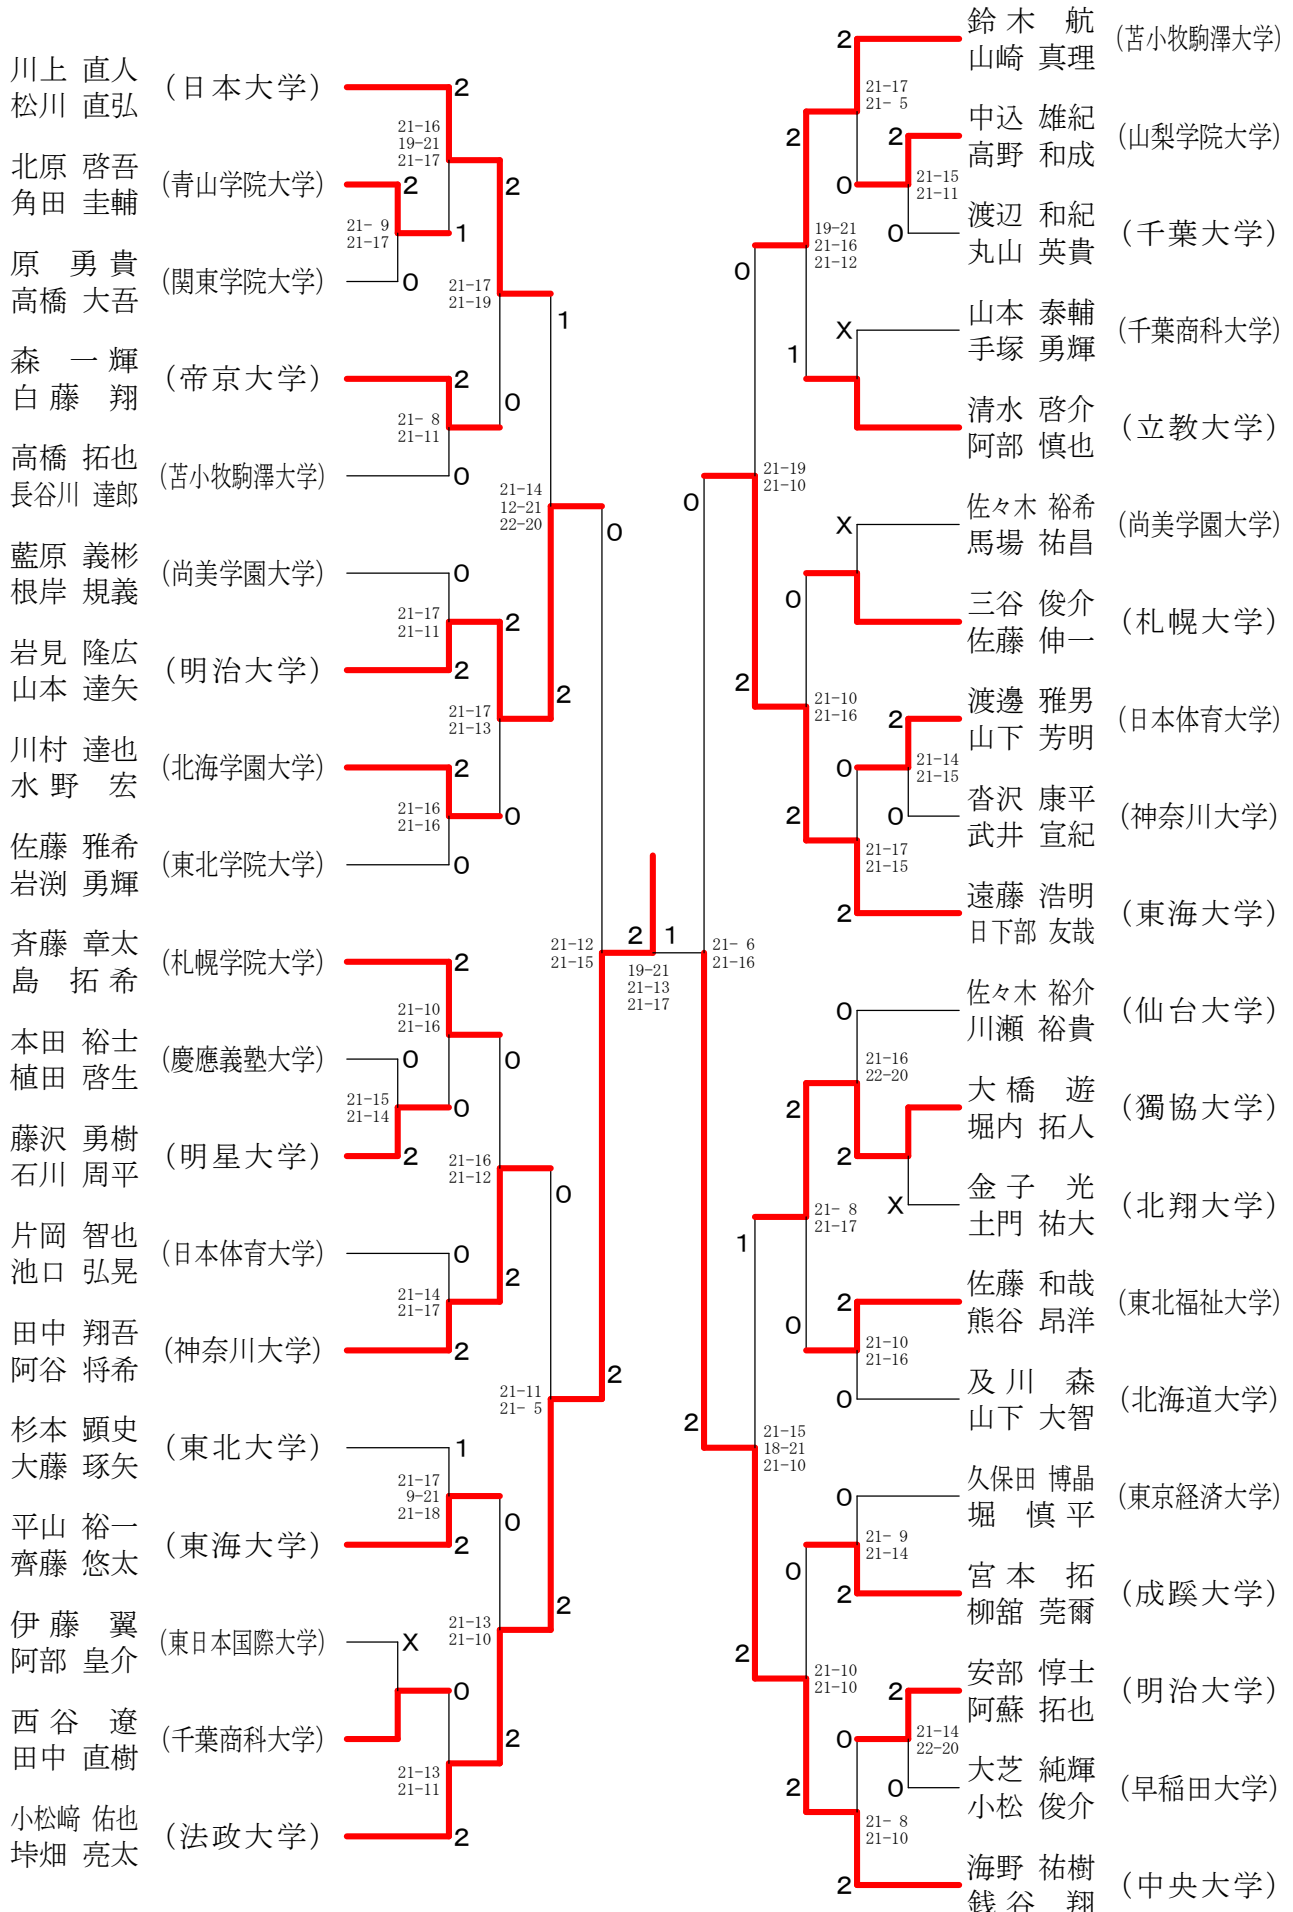 川上 直人
松川 直弘
(日本大学)
2
21-16
19-21
21-17
北原 啓吾
角田 圭輔
(青山学院大学)
2
2
21- 9
21-17
1
原 勇貴
高橋 大吾
(関東学院大学)
0
21-17
21-19
1
森 一輝
白藤 翔
(帝京大学)
2
0
21- 8
21-11
高橋 拓也
長谷川 達郎
(苫小牧駒澤大学)
0
21-14
12-21
22-20
0
藍原 義彬
根岸 規義
(尚美学園大学)
0
21-17
21-11
2
岩見 隆広
山本 達矢
(明治大学)
2
2
21-17
21-13
川村 達也
水野 宏
(北海学園大学)
2
21-16
21-16
0
佐藤 雅希
岩渕 勇輝
(東北学院大学)
0
斉藤 章太
島 拓希
(札幌学院大学)
2
21-12
21-15
21-10
21-16
本田 裕士
植田 啓生
(慶應義塾大学)
0
0
21-15
21-14
0
藤沢 勇樹
石川 周平
(明星大学)
2
21-16
21-12
0
片岡 智也
池口 弘晃
(日本体育大学)
0
2
21-14
21-17
田中 翔吾
阿谷 将希
(神奈川大学)
2
2
21-11
21- 5
杉本 顕史
大藤 琢矢
(東北大学)
1
21-17
9-21
21-18
0
平山 裕一
齊藤 悠太
(東海大学)
2
2
21-13
21-10
伊藤 翼
阿部 皇介
(東日本国際大学)
X
0
西谷 遼
田中 直樹
(千葉商科大学)
2
21-13
21-11
小松﨑 佑也
垰畑 亮太
(法政大学)
2
2
1
19-21
21-13
21-17
鈴木 航
山崎 真理
(苫小牧駒澤大学)
2
21-17
21- 5
中込 雄紀
高野 和成
(山梨学院大学)
2
2
21-15
21-11
0
渡辺 和紀
丸山 英貴
(千葉大学)
0
19-21
21-16
21-12
0
山本 泰輔
手塚 勇輝
(千葉商科大学)
X
1
清水 啓介
阿部 慎也
(立教大学)
21-19
21-10
0
佐々木 裕希
馬場 祐昌
(尚美学園大学)
X
0
三谷 俊介
佐藤 伸一
(札幌大学)
2
21-10
21-16
渡邊 雅男
山下 芳明
(日本体育大学)
2
21-14
21-15
0
沓沢 康平
武井 宣紀
(神奈川大学)
0
2
21-17
21-15
遠藤 浩明
日下部 友哉
(東海大学)
2
21- 6
21-16
佐々木 裕介
川瀬 裕貴
(仙台大学)
0
21-16
22-20
大橋 遊
堀内 拓人
(獨協大学)
2
2
金子 光
土門 祐大
(北翔大学)
X
21- 8
21-17
1
佐藤 和哉
熊谷 昂洋
(東北福祉大学)
2
0
21-10
21-16
及川 森
山下 大智
(北海道大学)
0
2
21-15
18-21
21-10
久保田 博晶
堀 慎平
(東京経済大学)
0
21- 9
21-14
0
宮本 拓
柳舘 莞爾
(成蹊大学)
2
2
21-10
21-10
安部 惇士
阿蘇 拓也
(明治大学)
2
0
21-14
22-20
大芝 純輝
小松 俊介
(早稲田大学)
0
2
21- 8
21-10
海野 祐樹
銭谷 翔
(中央大学)
2